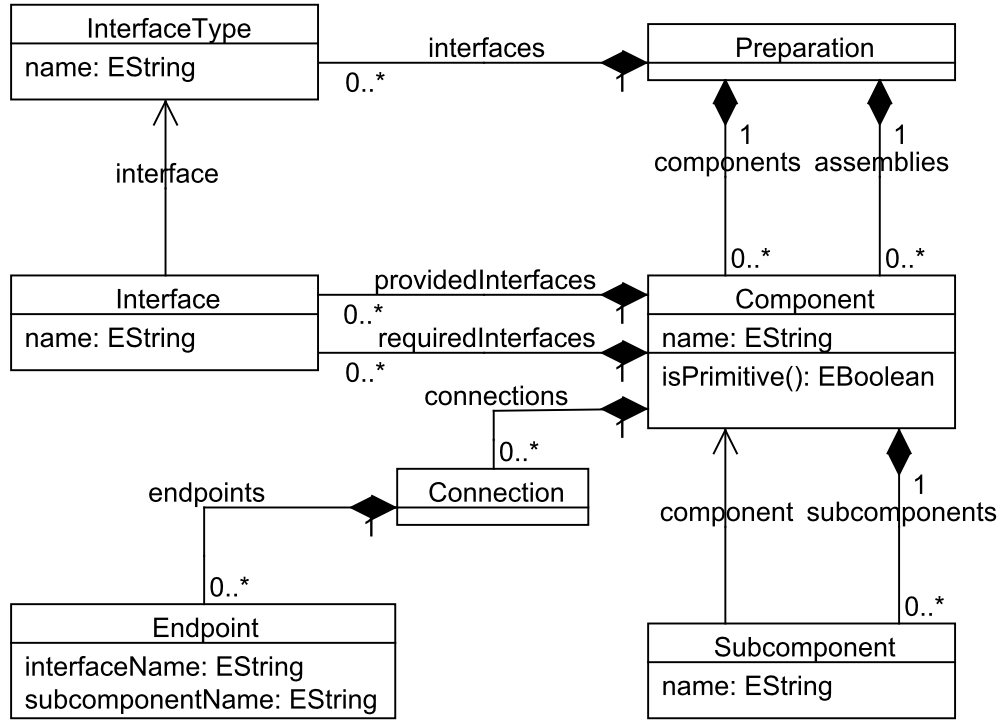 InterfaceType
name: EString
interfaces
0..*
1
Preparation
1
components
0..*
1
assemblies
0..*
interface
Interface
name: EString
providedInterfaces
0..*
1
requiredInterfaces
0..*
1
Component
name: EString
isPrimitive(): EBoolean
connections
0..*
1
Connection
endpoints
1
0..*
Endpoint
interfaceName: EString
subcomponentName: EString
component
1
subcomponents
0..*
Subcomponent
name: EString